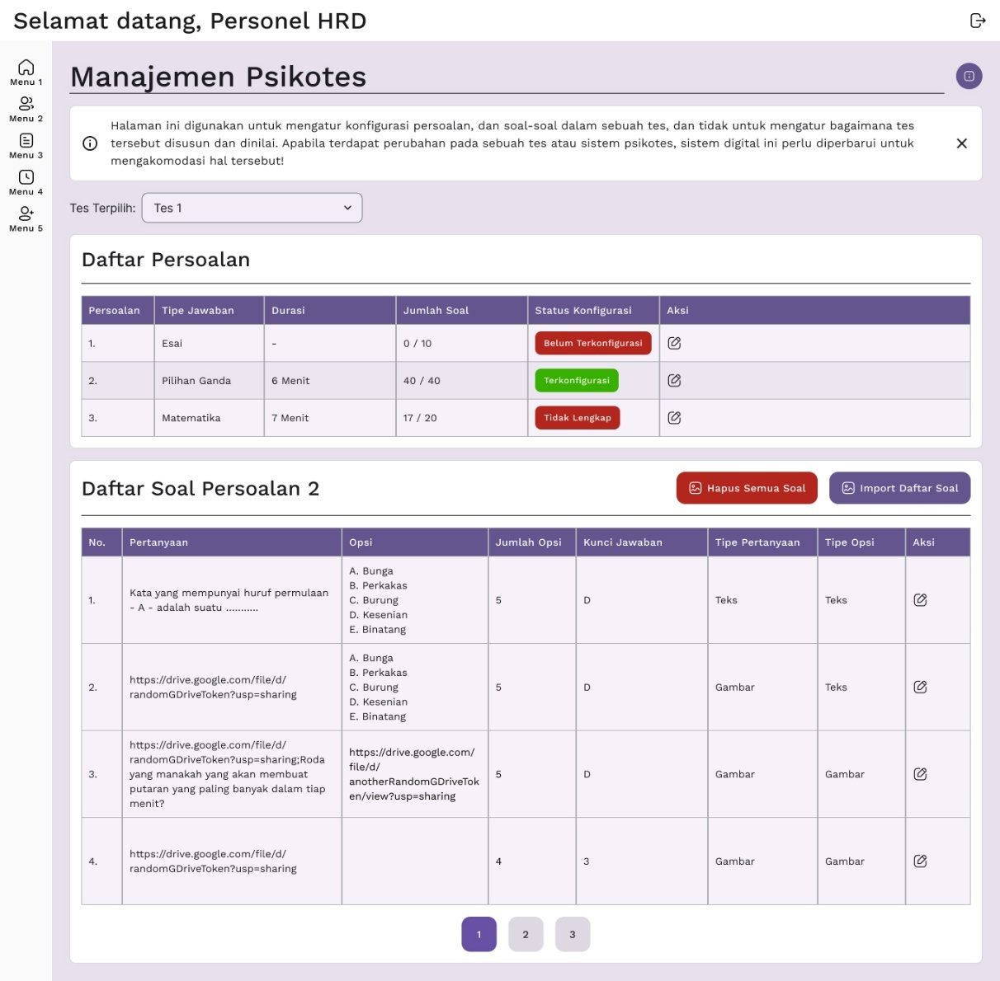 Selamat datang, Personel HRD
Menu 1
Menu 2
Menu 3
Menu 4
Menu 5
Manajemen Psikotes
Halaman ini digunakan untuk mengatur konfigurasi persoalan, dan soal-soal dalam sebuah tes, dan tidak untuk mengatur bagaimana tes
tersebut disusun dan dinilai. Apabila terdapat perubahan pada sebuah tes atau sistem psikotes, sistem digital ini perlu diperbarui untuk
mengakomodasi hal tersebut!
Tes Terpilih: Tes 1
Daftar Persoalan
Persoalan Tipe Jawaban Durasi Jumlah Soal Status Konfigurasi Aksi
1. Esai - 0 / 10 Belum Terkonfigurasi
2. Pilihan Ganda 6 Menit 40 / 40 Terkonfigurasi
3. Matematika 7 Menit 17 / 20 Tidak Lengkap
Daftar Soal Persoalan 2
Hapus Semua Soal
Import Daftar Soal
No. Pertanyaan Opsi Jumlah Opsi Kunci Jawaban Tipe Pertanyaan Tipe Opsi Aksi
1.
Kata yang mempunyai huruf permulaan
- A - adalah suatu ...........
A. Bunga
B. Perkakas
C. Burung
D. Kesenian
E. Binatang
5 D Teks Teks
2.
https://drive.google.com/file/d/
randomGDriveToken?usp=sharing
A. Bunga
B. Perkakas
C. Burung
D. Kesenian
E. Binatang
5 D Gambar Teks
3.
https://drive.google.com/file/d/
randomGDriveToken?usp=sharing;Roda
yang manakah yang akan membuat
putaran yang paling banyak dalam tiap
menit?
https://drive.google.com/
file/d/
anotherRandomGDriveTok
en/view?usp=sharing
5 D Gambar Gambar
4.
https://drive.google.com/file/d/
randomGDriveToken?usp=sharing
4 3 Gambar Gambar
1 2 3